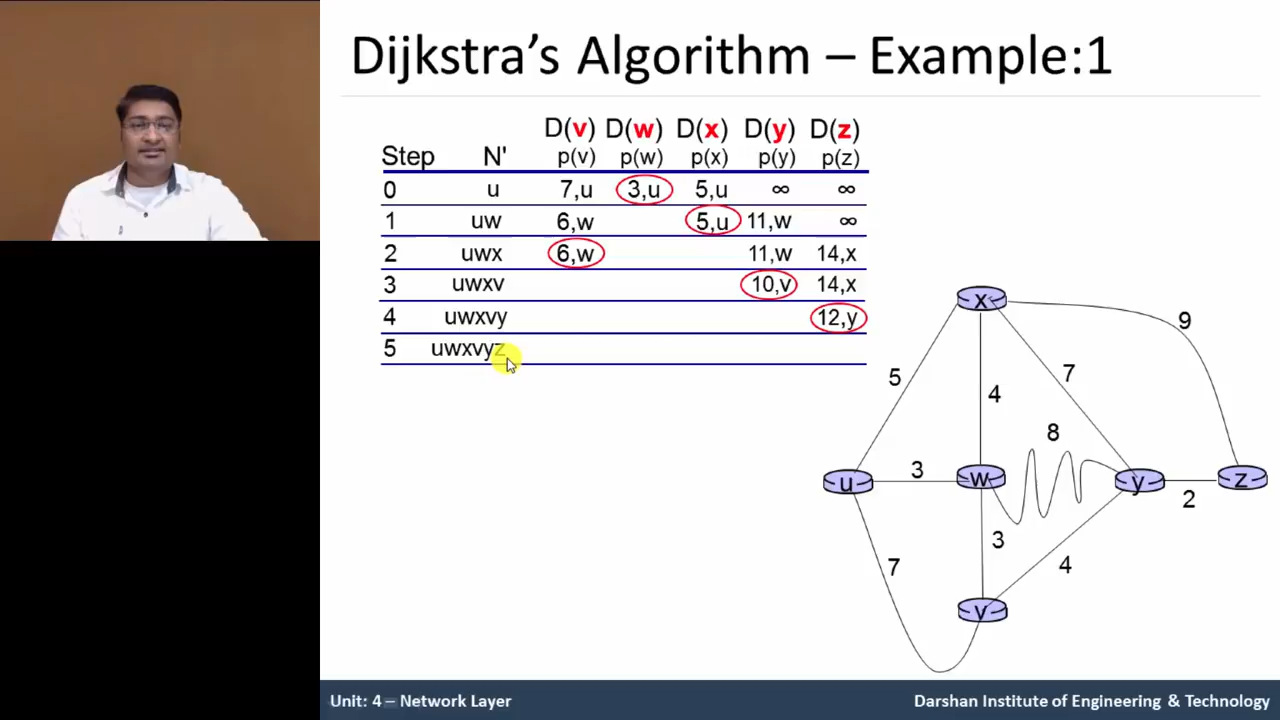 Dijkstra's Algorithm – Example:1
D(v) D(w) D(x) D(y) D(z)
Step N' p(v) p(w) p(x) p(y) p(z)
0 u 7,u 3,u 5,u ∞ ∞
1 uw 6,w 5,u 11,w ∞
2 uwx 6,w 11,w 14,x
3 uwxv 10,v 14,x
4 uwxvy 12,y
5 uwxvyz
x
9
5
7
4
8
3
u
w
y
z
2
3
7
4
v
Unit: 4 – Network Layer
Darshan Institute of Engineering & Technology